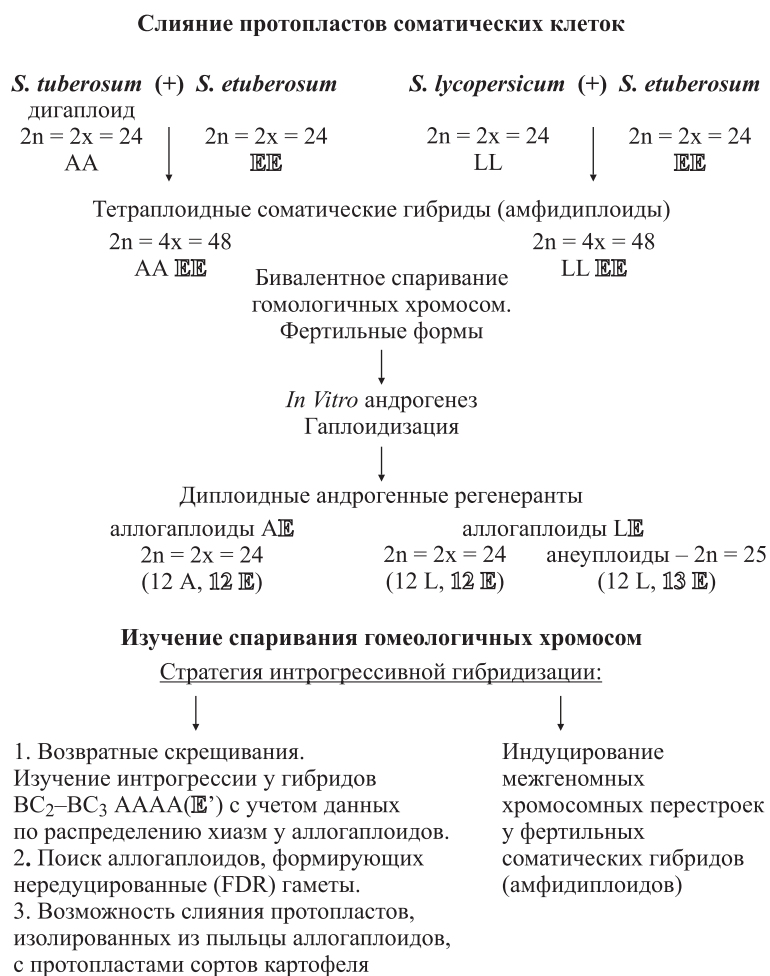 Слияние протопластов соматических клеток
S. tuberosum (+) S. etuberosum S. lycopersicum (+) S. etuberosum
дигаплоид
2n = 2x = 24 2n = 2x = 24 2n = 2x = 24 2n = 2x = 24
AA 𝔼𝔼 LL 𝔼𝔼
Тетраплоидные соматические гибриды (амфидиплоиды)
2n = 4x = 48 2n = 4x = 48
AA 𝔼𝔼 LL 𝔼𝔼
Бивалентное спаривание
гомологичных хромосом.
Фертильные формы
In Vitro андрогенез
Гаплоидизация
Диплоидные андрогенные регенеранты
аллогаплоиды A𝔼 аллогаплоиды L𝔼
2n = 2x = 24 2n = 2x = 24 анеуплоиды – 2n = 25
(12 A, 𝟙𝟚 𝔼) (12 L, 𝟙𝟚 𝔼) (12 L, 𝟙𝟛 𝔼)
Изучение спаривания гомеологичных хромосом
Стратегия интрогрессивной гибридизации:
1. Возвратные скрещивания.
Изучение интрогрессии у гибридов
BC₂–BC₃ AAAA(𝔼’) с учетом данных
по распределению хиазм у аллогаплоидов.
2. Поиск аллогаплоидов, формирующих
нередуцированные (FDR) гаметы.
3. Возможность слияния протопластов,
изолированных из пыльцы аллогаплоидов,
с протопластами сортов картофеля
Индуцирование
межгеномных
хромосомных перестроек
у фертильных
соматических гибридов
(амфидиплоидов)